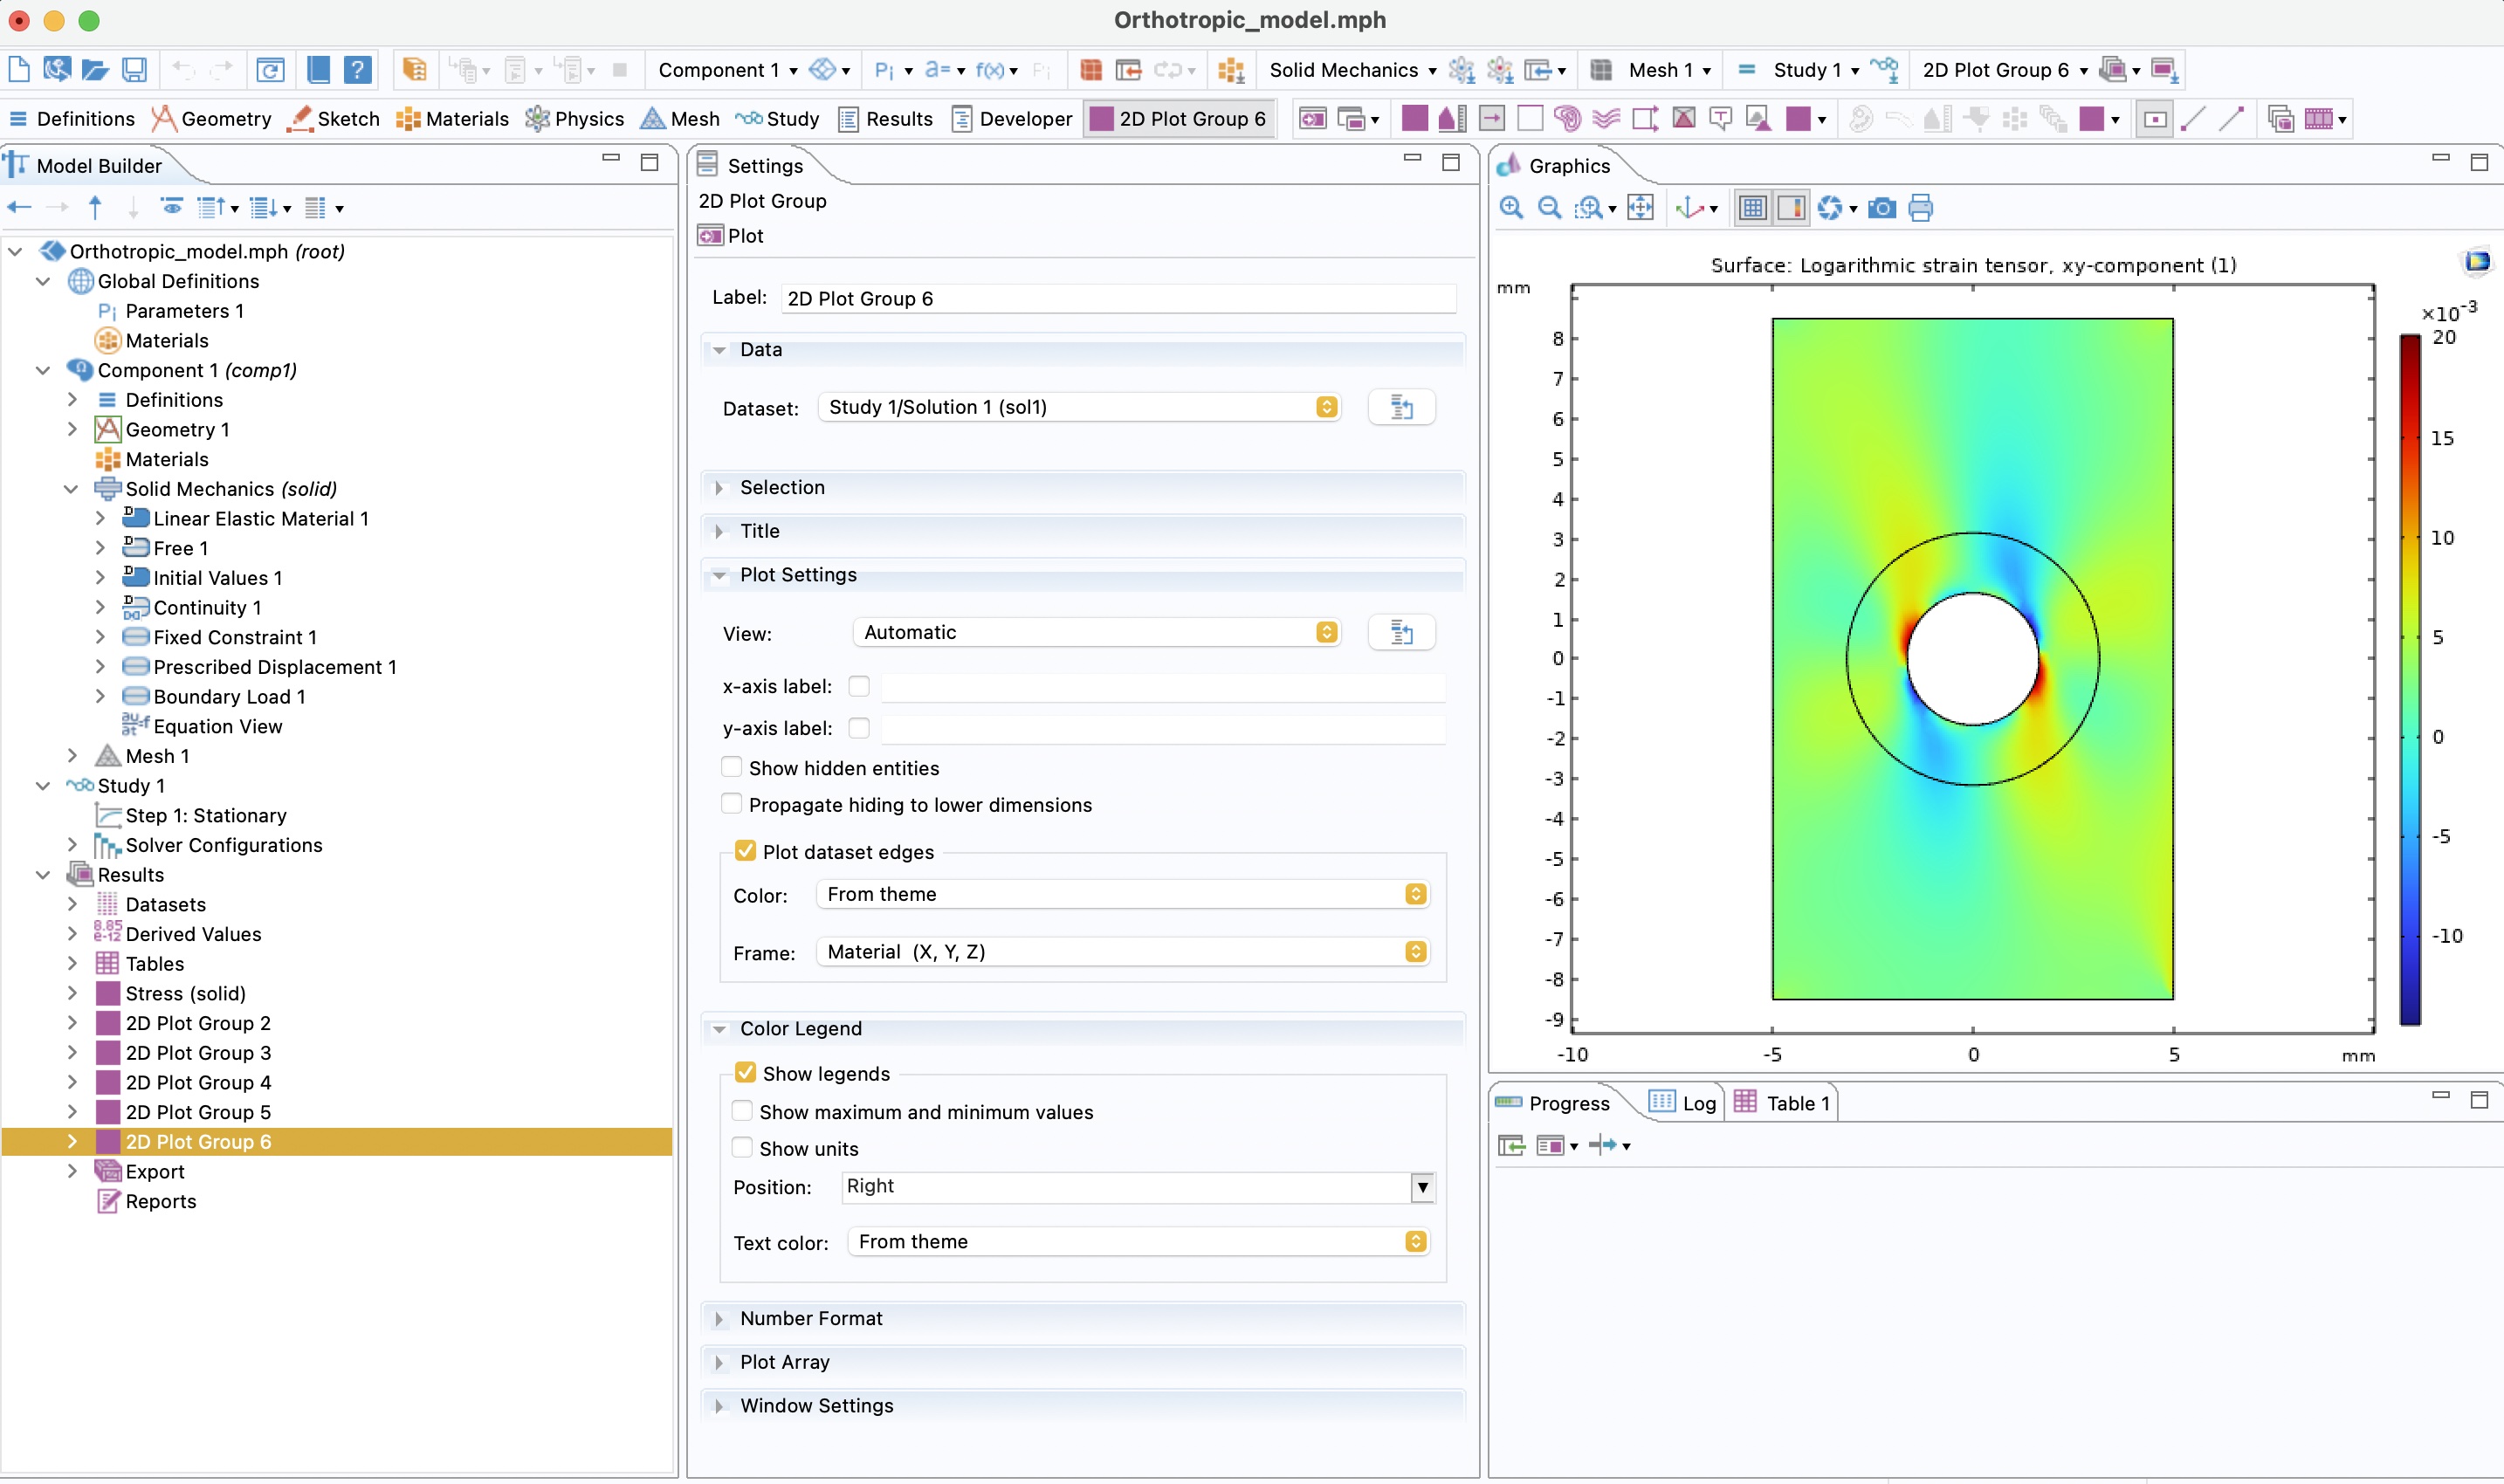 Orthotropic_model.mph
Component 1 Pi a= f(x) Pi Solid Mechanics Mesh 1 = Study 1 2D Plot Group 6
Definitions Geometry Sketch Materials Physics Mesh Study Results Developer 2D Plot Group 6
Model Builder
Orthotropic_model.mph (root)
Global Definitions
Pi Parameters 1
Materials
Component 1 (comp1)
Definitions
Geometry 1
Materials
Solid Mechanics (solid)
D Linear Elastic Material 1
D Free 1
D Initial Values 1
D Continuity 1
Fixed Constraint 1
Prescribed Displacement 1
Boundary Load 1
Equation View
Mesh 1
Study 1
Step 1: Stationary
Solver Configurations
Results
Datasets
8.85 e-12 Derived Values
Tables
Stress (solid)
2D Plot Group 2
2D Plot Group 3
2D Plot Group 4
2D Plot Group 5
2D Plot Group 6
Export
Reports
Settings
2D Plot Group
Plot
Label: 2D Plot Group 6
Data
Dataset: Study 1/Solution 1 (sol1)
Selection
Title
Plot Settings
View: Automatic
x-axis label:
y-axis label:
Show hidden entities
Propagate hiding to lower dimensions
Plot dataset edges
Color: From theme
Frame: Material (X, Y, Z)
Color Legend
Show legends
Show maximum and minimum values
Show units
Position: Right
Text color: From theme
Number Format
Plot Array
Window Settings
Graphics
Surface: Logarithmic strain tensor, xy-component (1)
mm
8
7
6
5
4
3
2
1
0
-1
-2
-3
-4
-5
-6
-7
-8
-9
-10 -5 0 5 mm
×10-3
20
15
10
5
0
-5
-10
Progress Log Table 1